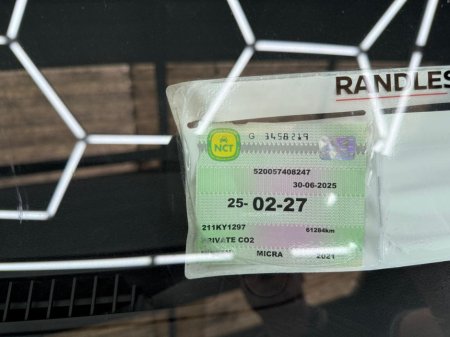 RANDLES
G 3458219
NCT
520057408247
30-06-2025
25- 02-27
211KY1297
61284km
PRIVATE CO2
MICRA 2021